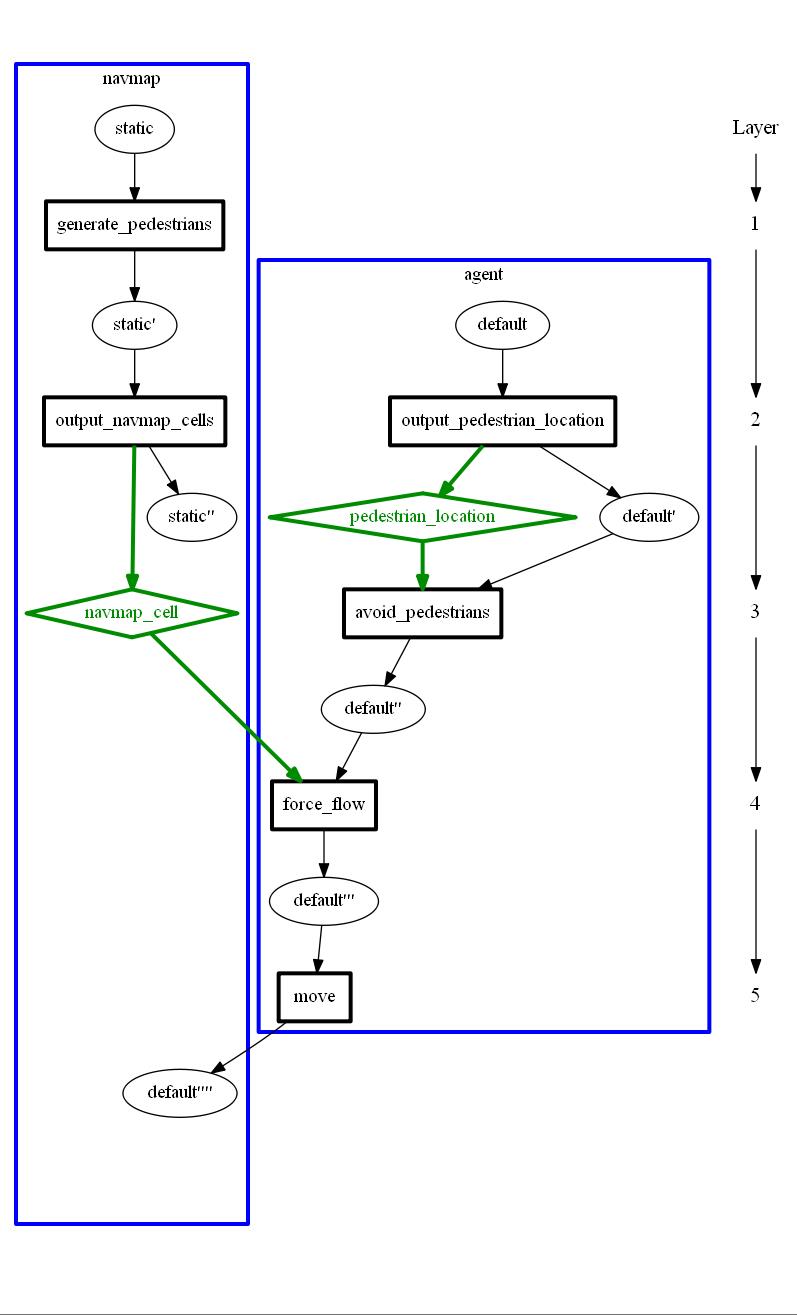 navmap
static
Layer
generate_pedestrians
1
agent
static'
default
output_navmap_cells
output_pedestrian_location
2
static''
pedestrian_location
default'
navmap_cell
avoid_pedestrians
3
default''
force_flow
4
default'''
move
5
default''''